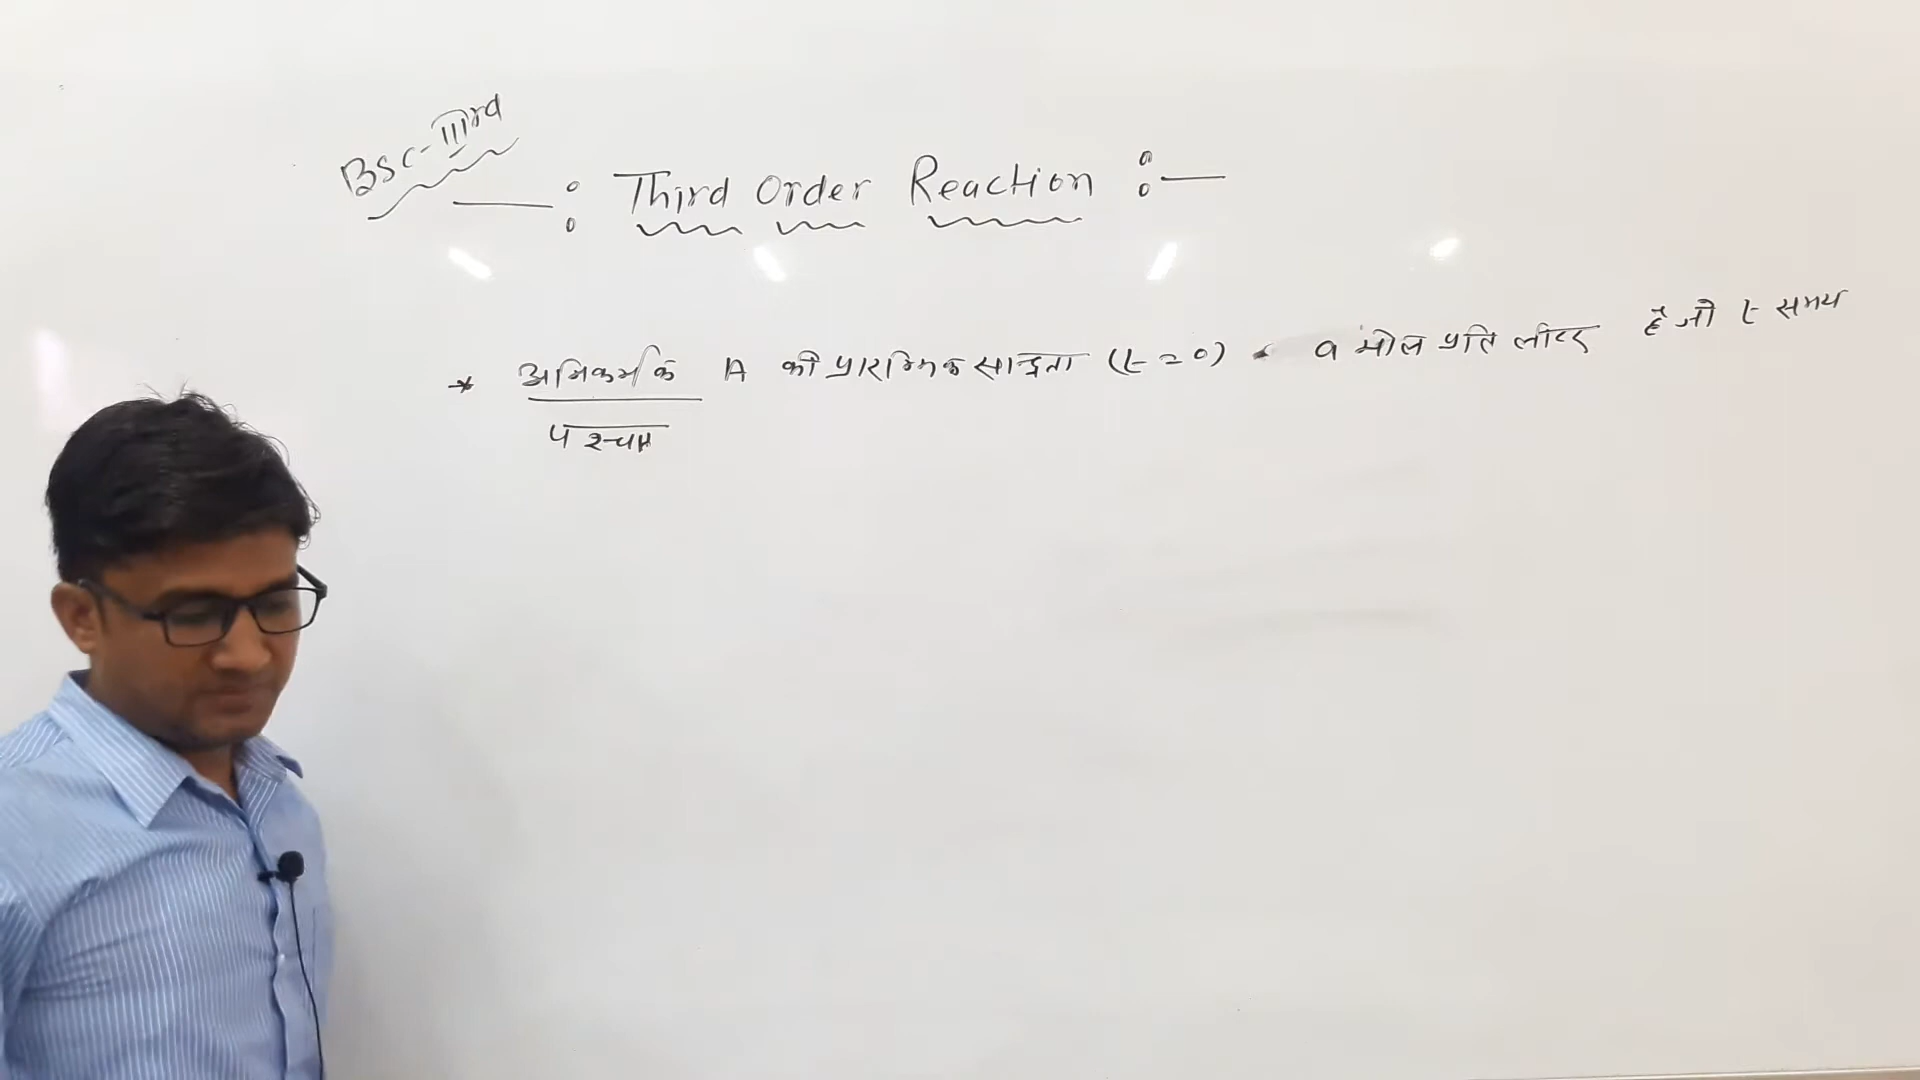 BSC-IIIrd
—: Third Order Reaction :—
* अभिकर्मक A की प्रारम्भिक सान्द्रता (t=0) a मोल प्रति लीटर है जो t समय
पश्चात